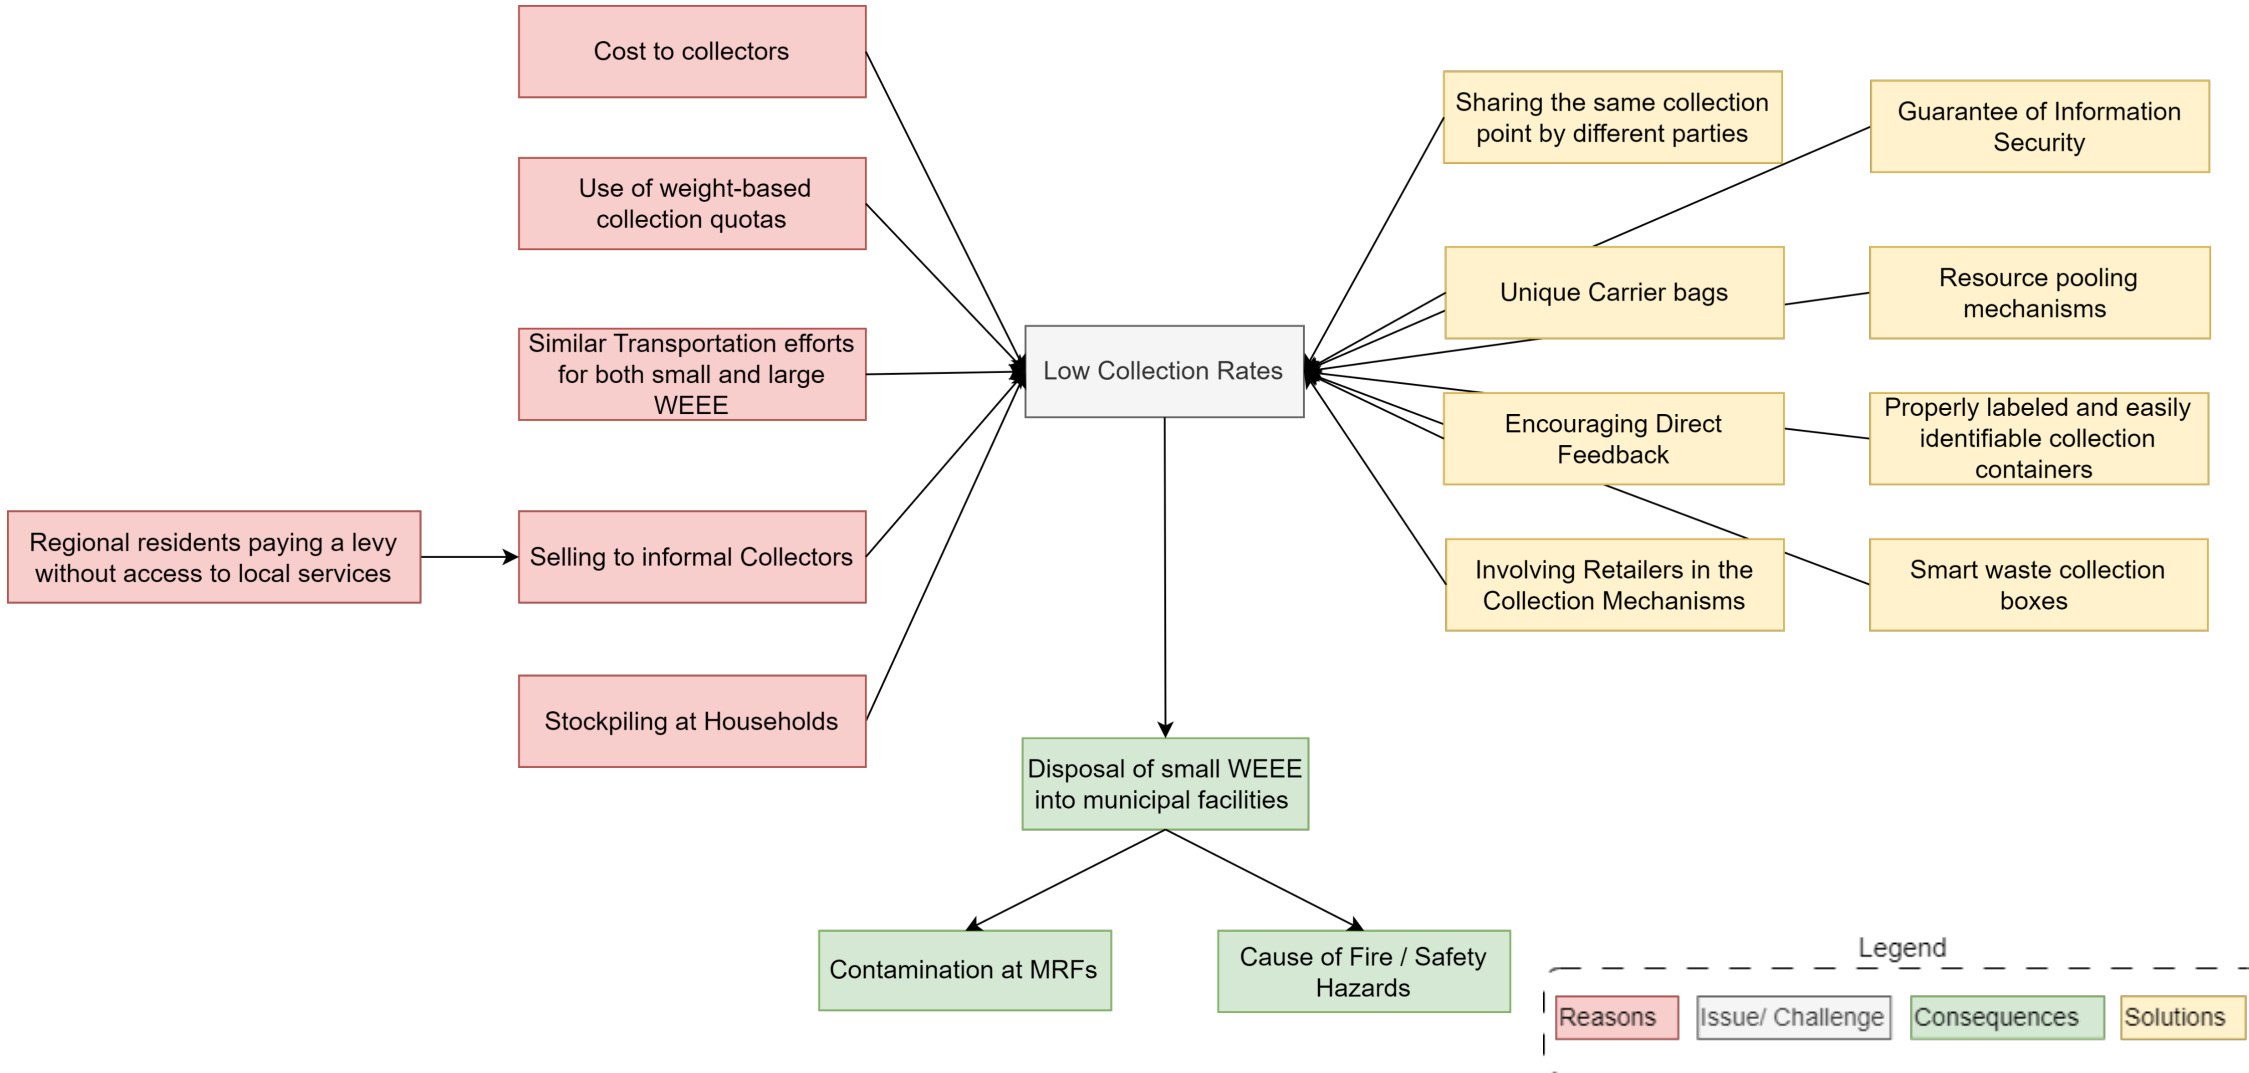 Cost to collectors
Use of weight-based
collection quotas
Similar Transportation efforts
for both small and large
WEEE
Regional residents paying a levy
without access to local services
Selling to informal Collectors
Stockpiling at Households
Low Collection Rates
Sharing the same collection
point by different parties
Guarantee of Information
Security
Unique Carrier bags
Resource pooling
mechanisms
Encouraging Direct
Feedback
Properly labeled and easily
identifiable collection
containers
Involving Retailers in the
Collection Mechanisms
Smart waste collection
boxes
Disposal of small WEEE
into municipal facilities
Contamination at MRFs
Cause of Fire / Safety
Hazards
Legend
Reasons
Issue/ Challenge
Consequences
Solutions